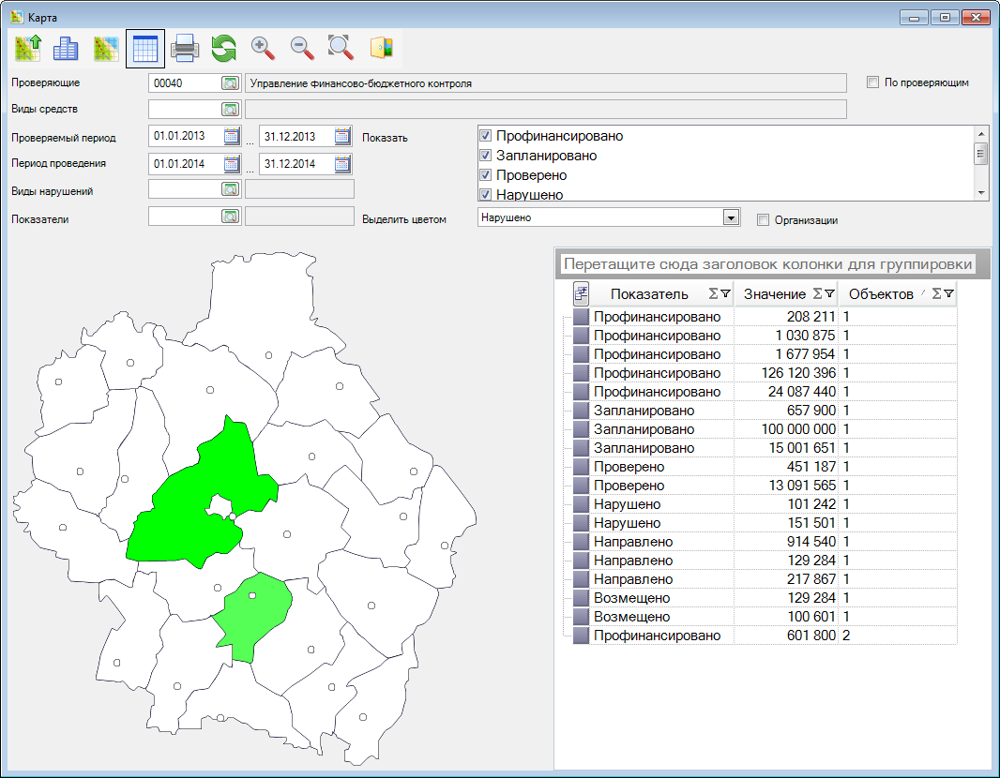 Карта
Проверяющие 00040 Управление финансово-бюджетного контроля По проверяющим
Виды средств
Проверяемый период 01.01.2013 ... 31.12.2013 Показать
Период проведения 01.01.2014 ... 31.12.2014
Виды нарушений
Показатели
Профинансировано
Запланировано
Проверено
Нарушено
Выделить цветом Нарушено Организации
Перетащите сюда заголовок колонки для группировки
Показатель Σ Значение Σ Объектов Σ
Профинансировано 208 211 1
Профинансировано 1 030 875 1
Профинансировано 1 677 954 1
Профинансировано 126 120 396 1
Профинансировано 24 087 440 1
Запланировано 657 900 1
Запланировано 100 000 000 1
Запланировано 15 001 651 1
Проверено 451 187 1
Проверено 13 091 565 1
Нарушено 101 242 1
Нарушено 151 501 1
Направлено 914 540 1
Направлено 129 284 1
Направлено 217 867 1
Возмещено 129 284 1
Возмещено 100 601 1
Профинансировано 601 800 2